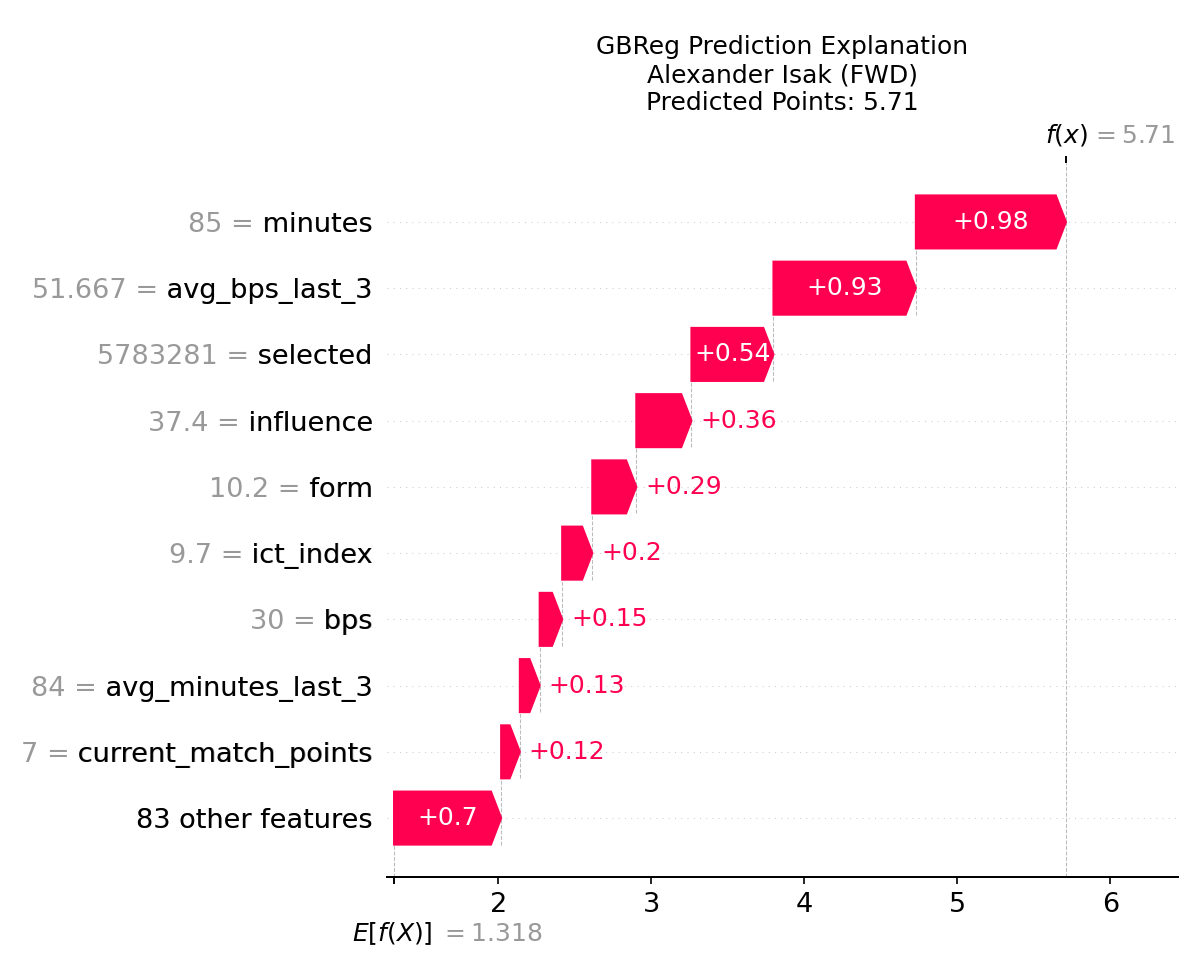 GBReg Prediction Explanation
Alexander Isak (FWD)
Predicted Points: 5.71
f(x) = 5.71
85 = minutes +0.98
51.667 = avg_bps_last_3 +0.93
5783281 = selected +0.54
37.4 = influence +0.36
10.2 = form +0.29
9.7 = ict_index +0.2
30 = bps +0.15
84 = avg_minutes_last_3 +0.13
7 = current_match_points +0.12
83 other features +0.7
2 3 4 5 6
E[f(X)] = 1.318